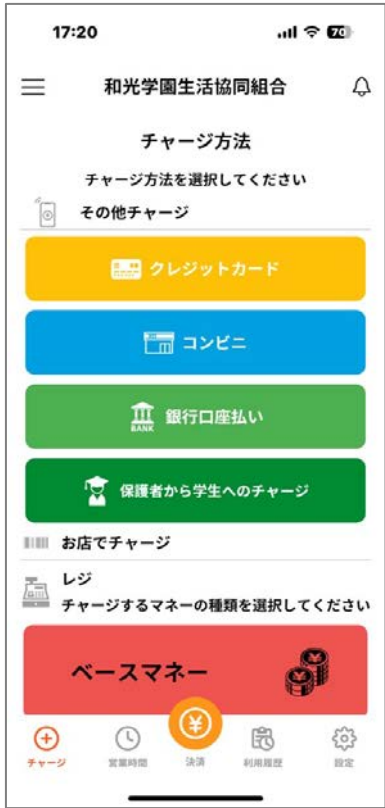 17:20
70
和光学園生活協同組合
チャージ方法
チャージ方法を選択してください
その他チャージ
クレジットカード
コンビニ
BANK
銀行口座払い
保護者から学生へのチャージ
お店でチャージ
レジ
チャージするマネーの種類を選択してください
ベースマネー
チャージ
営業時間
決済
利用履歴
設定